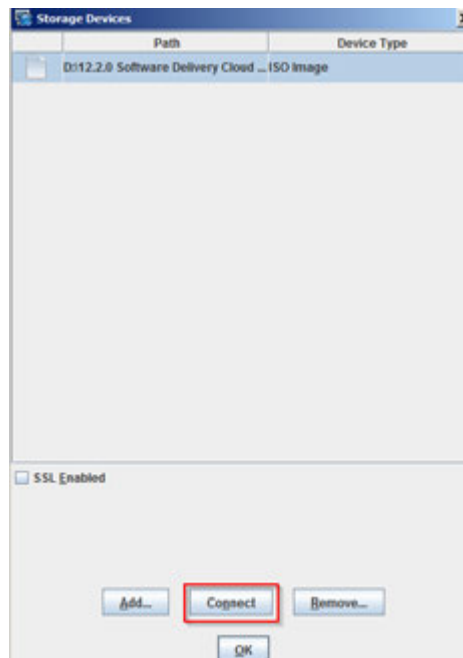 Storage Devices
Path Device Type
D:\12.2.0 Software Delivery Cloud ... ISO Image
SSL Enabled
Add... Connect Remove...
OK